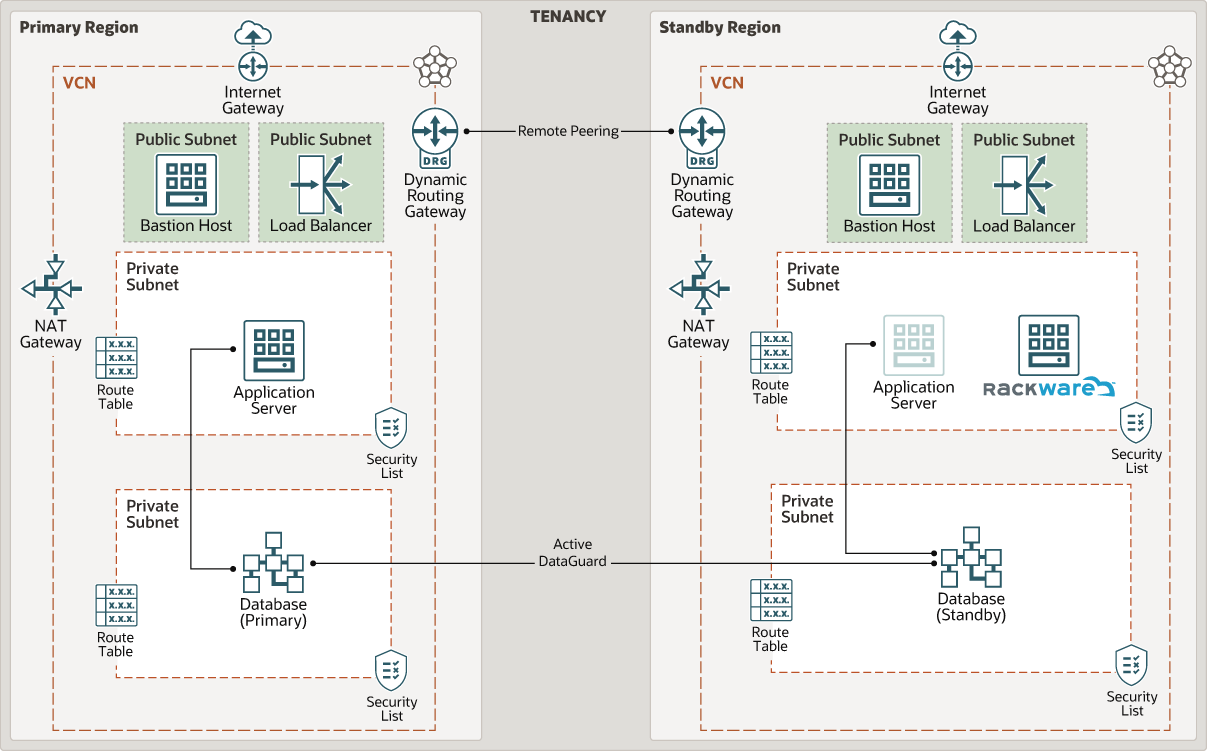 TENANCY
Primary Region
Internet
Gateway
VCN
Public Subnet
Bastion Host
Public Subnet
Load Balancer
DRG
Dynamic
Routing
Gateway
Remote Peering
NAT
Gateway
Private
Subnet
x.x.x.
x.x.x.
x.x.x.
Route
Table
Application
Server
Security
List
Private
Subnet
x.x.x.
x.x.x.
x.x.x.
Route
Table
Database
(Primary)
Security
List
Active
DataGuard
Standby Region
Internet
Gateway
VCN
DRG
Dynamic
Routing
Gateway
Public Subnet
Bastion Host
Public Subnet
Load Balancer
NAT
Gateway
Private
Subnet
x.x.x.
x.x.x.
x.x.x.
Route
Table
Application
Server
RACKWARE
Security
List
Private
Subnet
x.x.x.
x.x.x.
x.x.x.
Route
Table
Database
(Standby)
Security
List